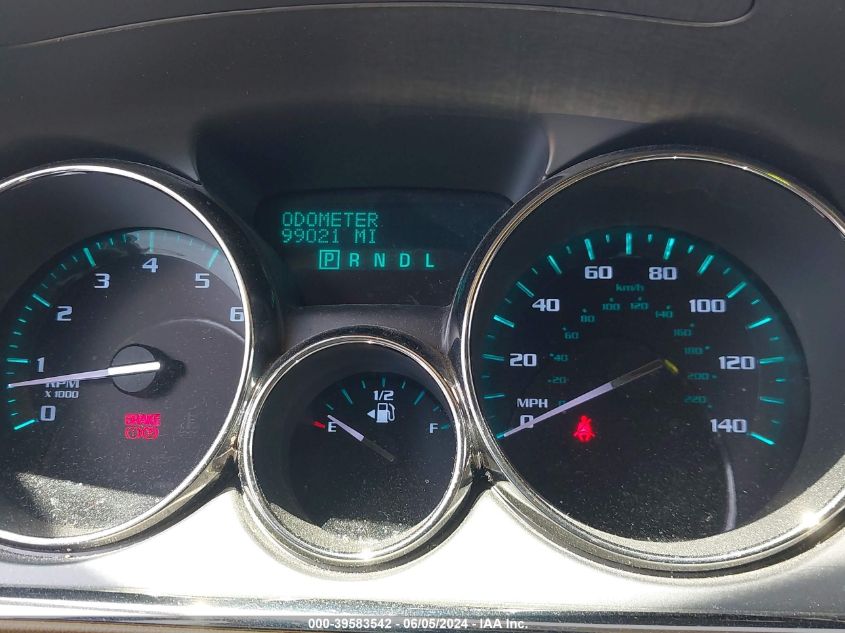 ODOMETER
99021 MI
P R N D L
0 1 2 3 4 5 6
RPM
X 1000
BRAKE
E 1/2 F
0 20 40 60 80 100 120 140
MPH
km/h
0 20 40 60 80 100 120 140 160 180 200 220
000-39583542 - 06/05/2024 - IAA Inc.